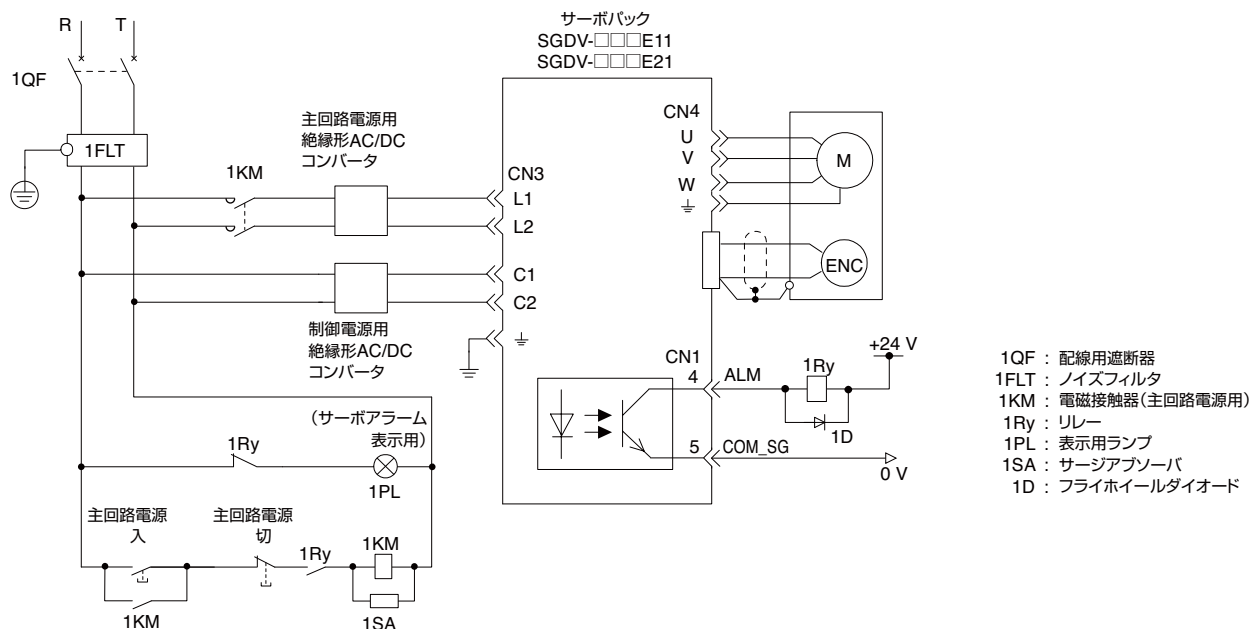 R T
サーボパック
SGDV-□□□E11
SGDV-□□□E21
1QF
1FLT
主回路電源用
絶縁形AC/DC
コンバータ
1KM
CN3
L1
L2
C1
C2
制御電源用
絶縁形AC/DC
コンバータ
CN4
U
V
W
M
ENC
CN1
4 ALM
1Ry
+24 V
1D
5 COM_SG
0 V
(サーボアラーム
表示用)
1Ry
1PL
主回路電源
入
主回路電源
切
1Ry
1KM
1KM
1SA
1QF : 配線用遮断器
1FLT : ノイズフィルタ
1KM : 電磁接触器(主回路電源用)
1Ry : リレー
1PL : 表示用ランプ
1SA : サージアブソーバ
1D : フライホイールダイオード